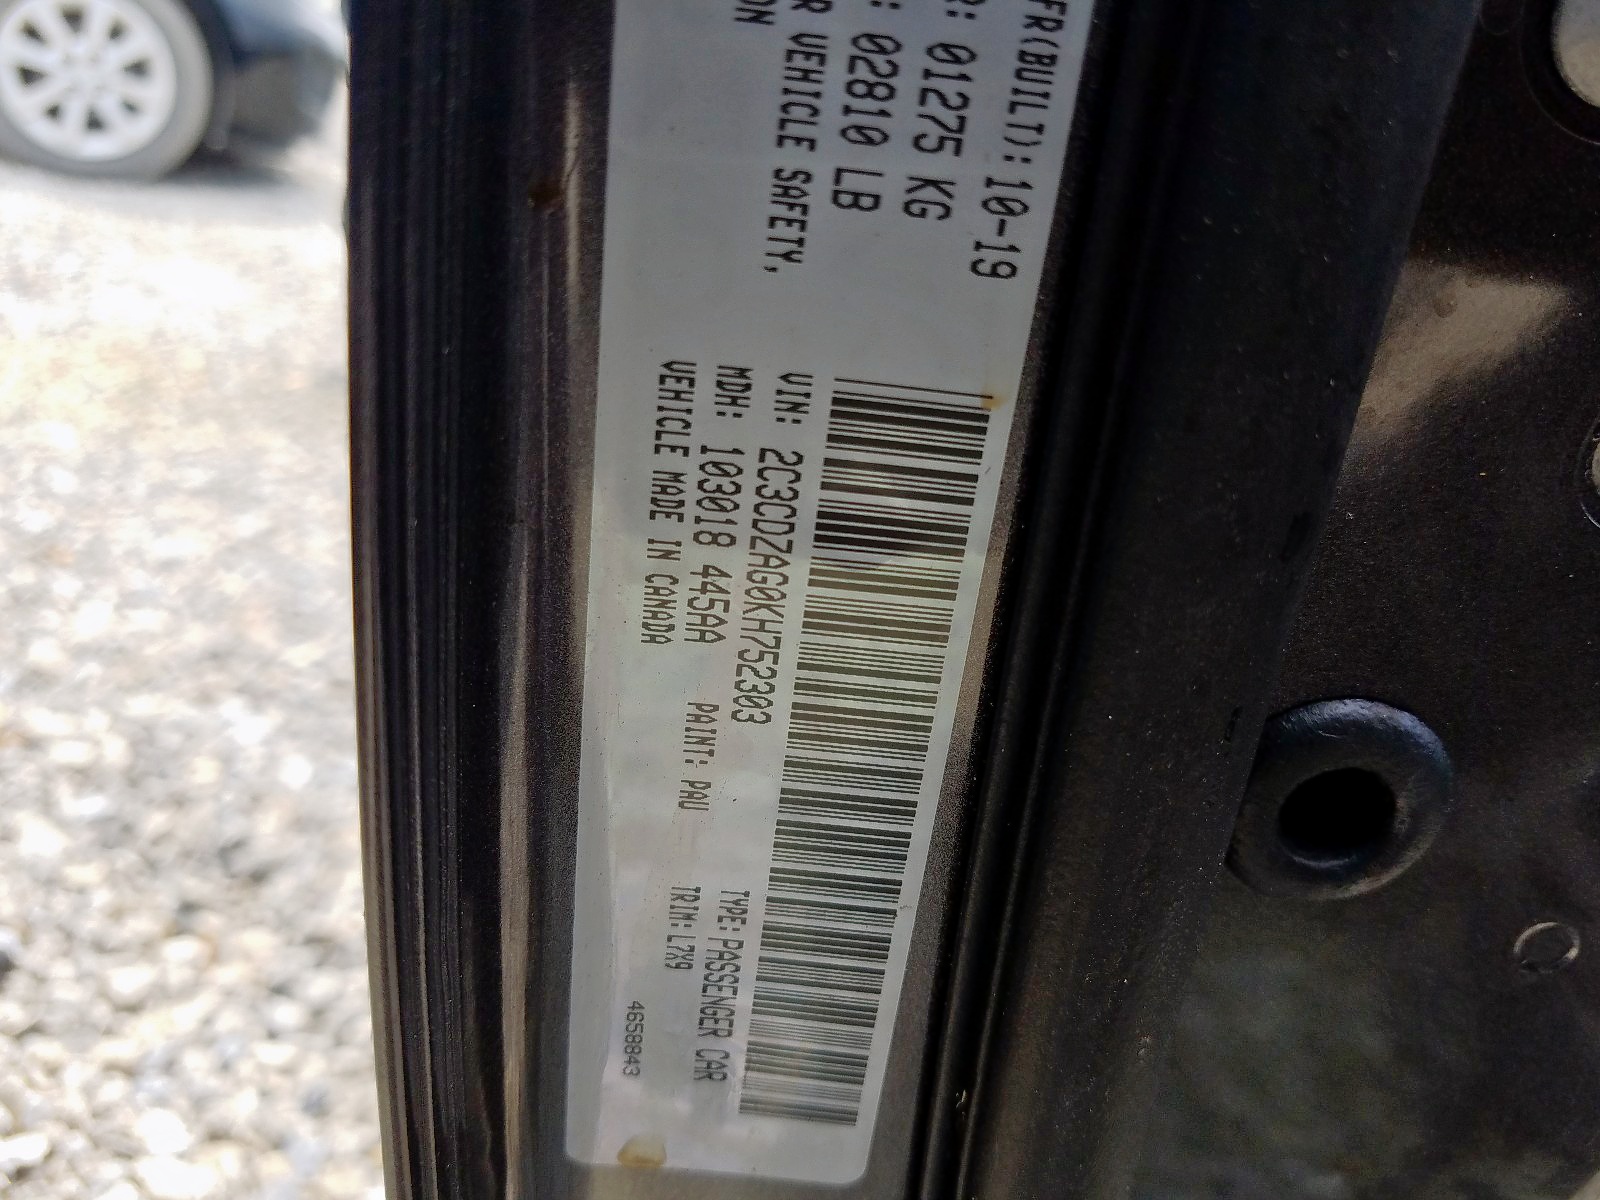 FR(BUILT): 10-19
R: 01275 KG
: 02810 LB
R VEHICLE SAFETY,
ON
VIN: 2C3CDZAG0KH752303
MDH: 103018 445AA
VEHICLE MADE IN CANADA
PAINT: PAU
TYPE: PASSENGER CAR
TRIM: L7X9
4658843